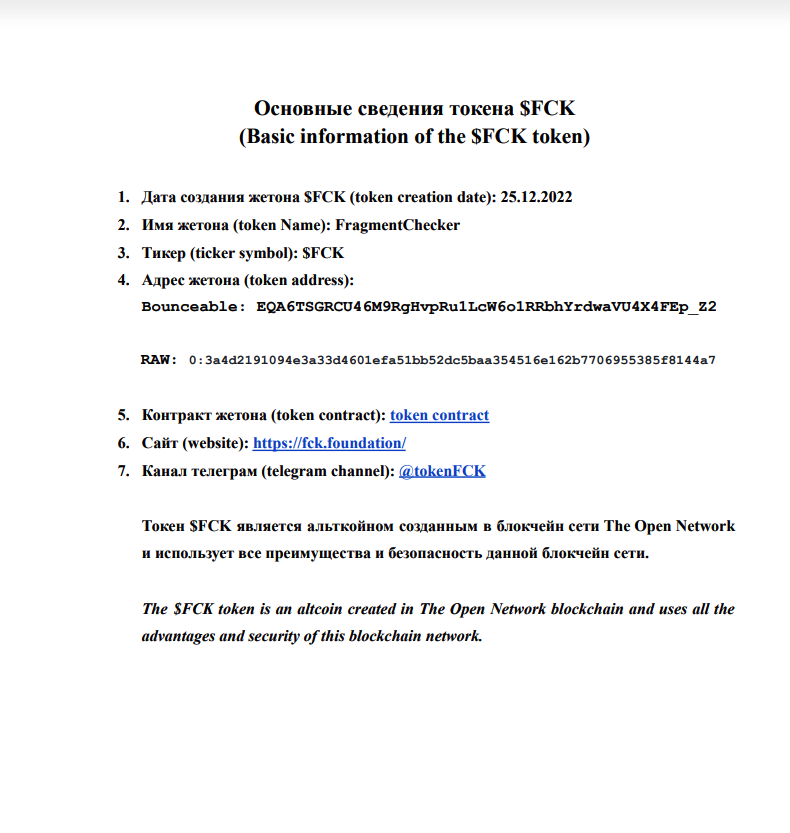 Основные сведения токена $FCK
(Basic information of the $FCK token)
1. Дата создания жетона $FCK (token creation date): 25.12.2022
2. Имя жетона (token Name): FragmentChecker
3. Тикер (ticker symbol): $FCK
4. Адрес жетона (token address):
Bounceable: EQA6TSGRCU46M9RgHvpRu1LcW6o1RRbhYrdwaVU4X4FEp_Z2
RAW: 0:3a4d2191094e3a33d4601efa51bb52dc5baa354516e162b7706955385f8144a7
5. Контракт жетона (token contract): token contract
6. Сайт (website): https://fck.foundation/
7. Канал телеграм (telegram channel): @tokenFCK
Токен $FCK является альткойном созданным в блокчейн сети The Open Network
и использует все преимущества и безопасность данной блокчейн сети.
The $FCK token is an altcoin created in The Open Network blockchain and uses all the
advantages and security of this blockchain network.